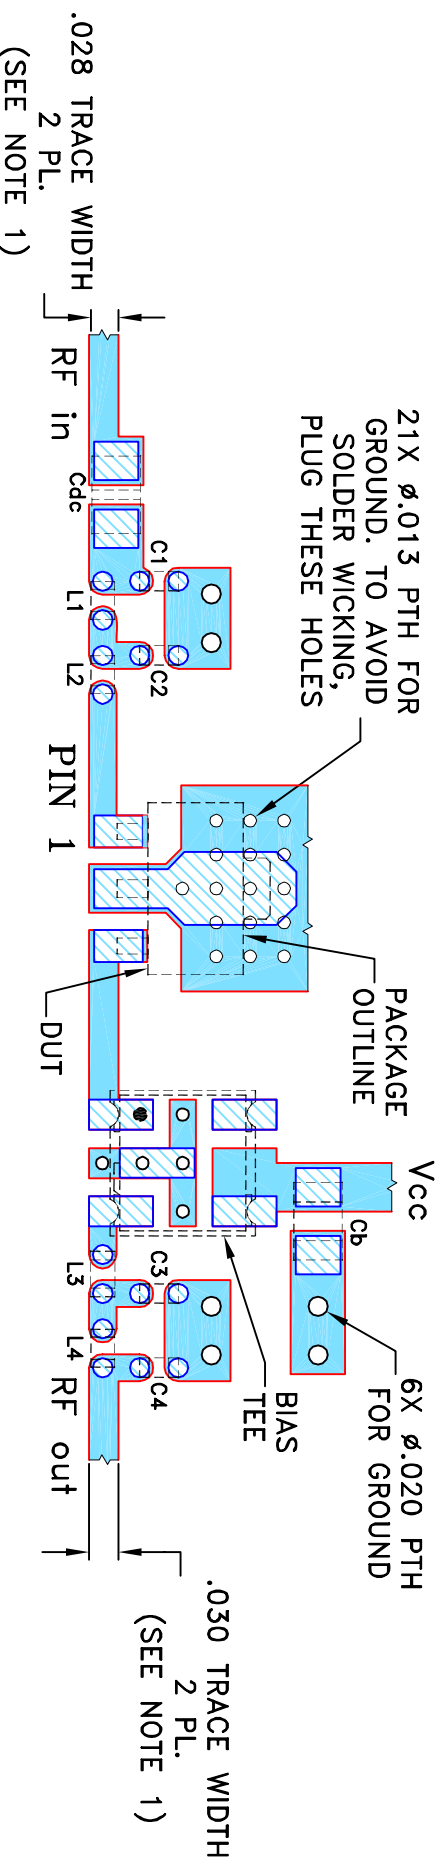 .028 TRACE WIDTH
2 PL.
(SEE NOTE 1)
RF in
Cdc
C1
L1
C2
L2
21X ø.013 PTH FOR
GROUND. TO AVOID
SOLDER WICKING,
PLUG THESE HOLES
PIN 1
PACKAGE
OUTLINE
DUT
Vcc
Cb
6X ø.020 PTH
FOR GROUND
BIAS
TEE
L3
C3
L4
C4
RF out
.030 TRACE WIDTH
2 PL.
(SEE NOTE 1)